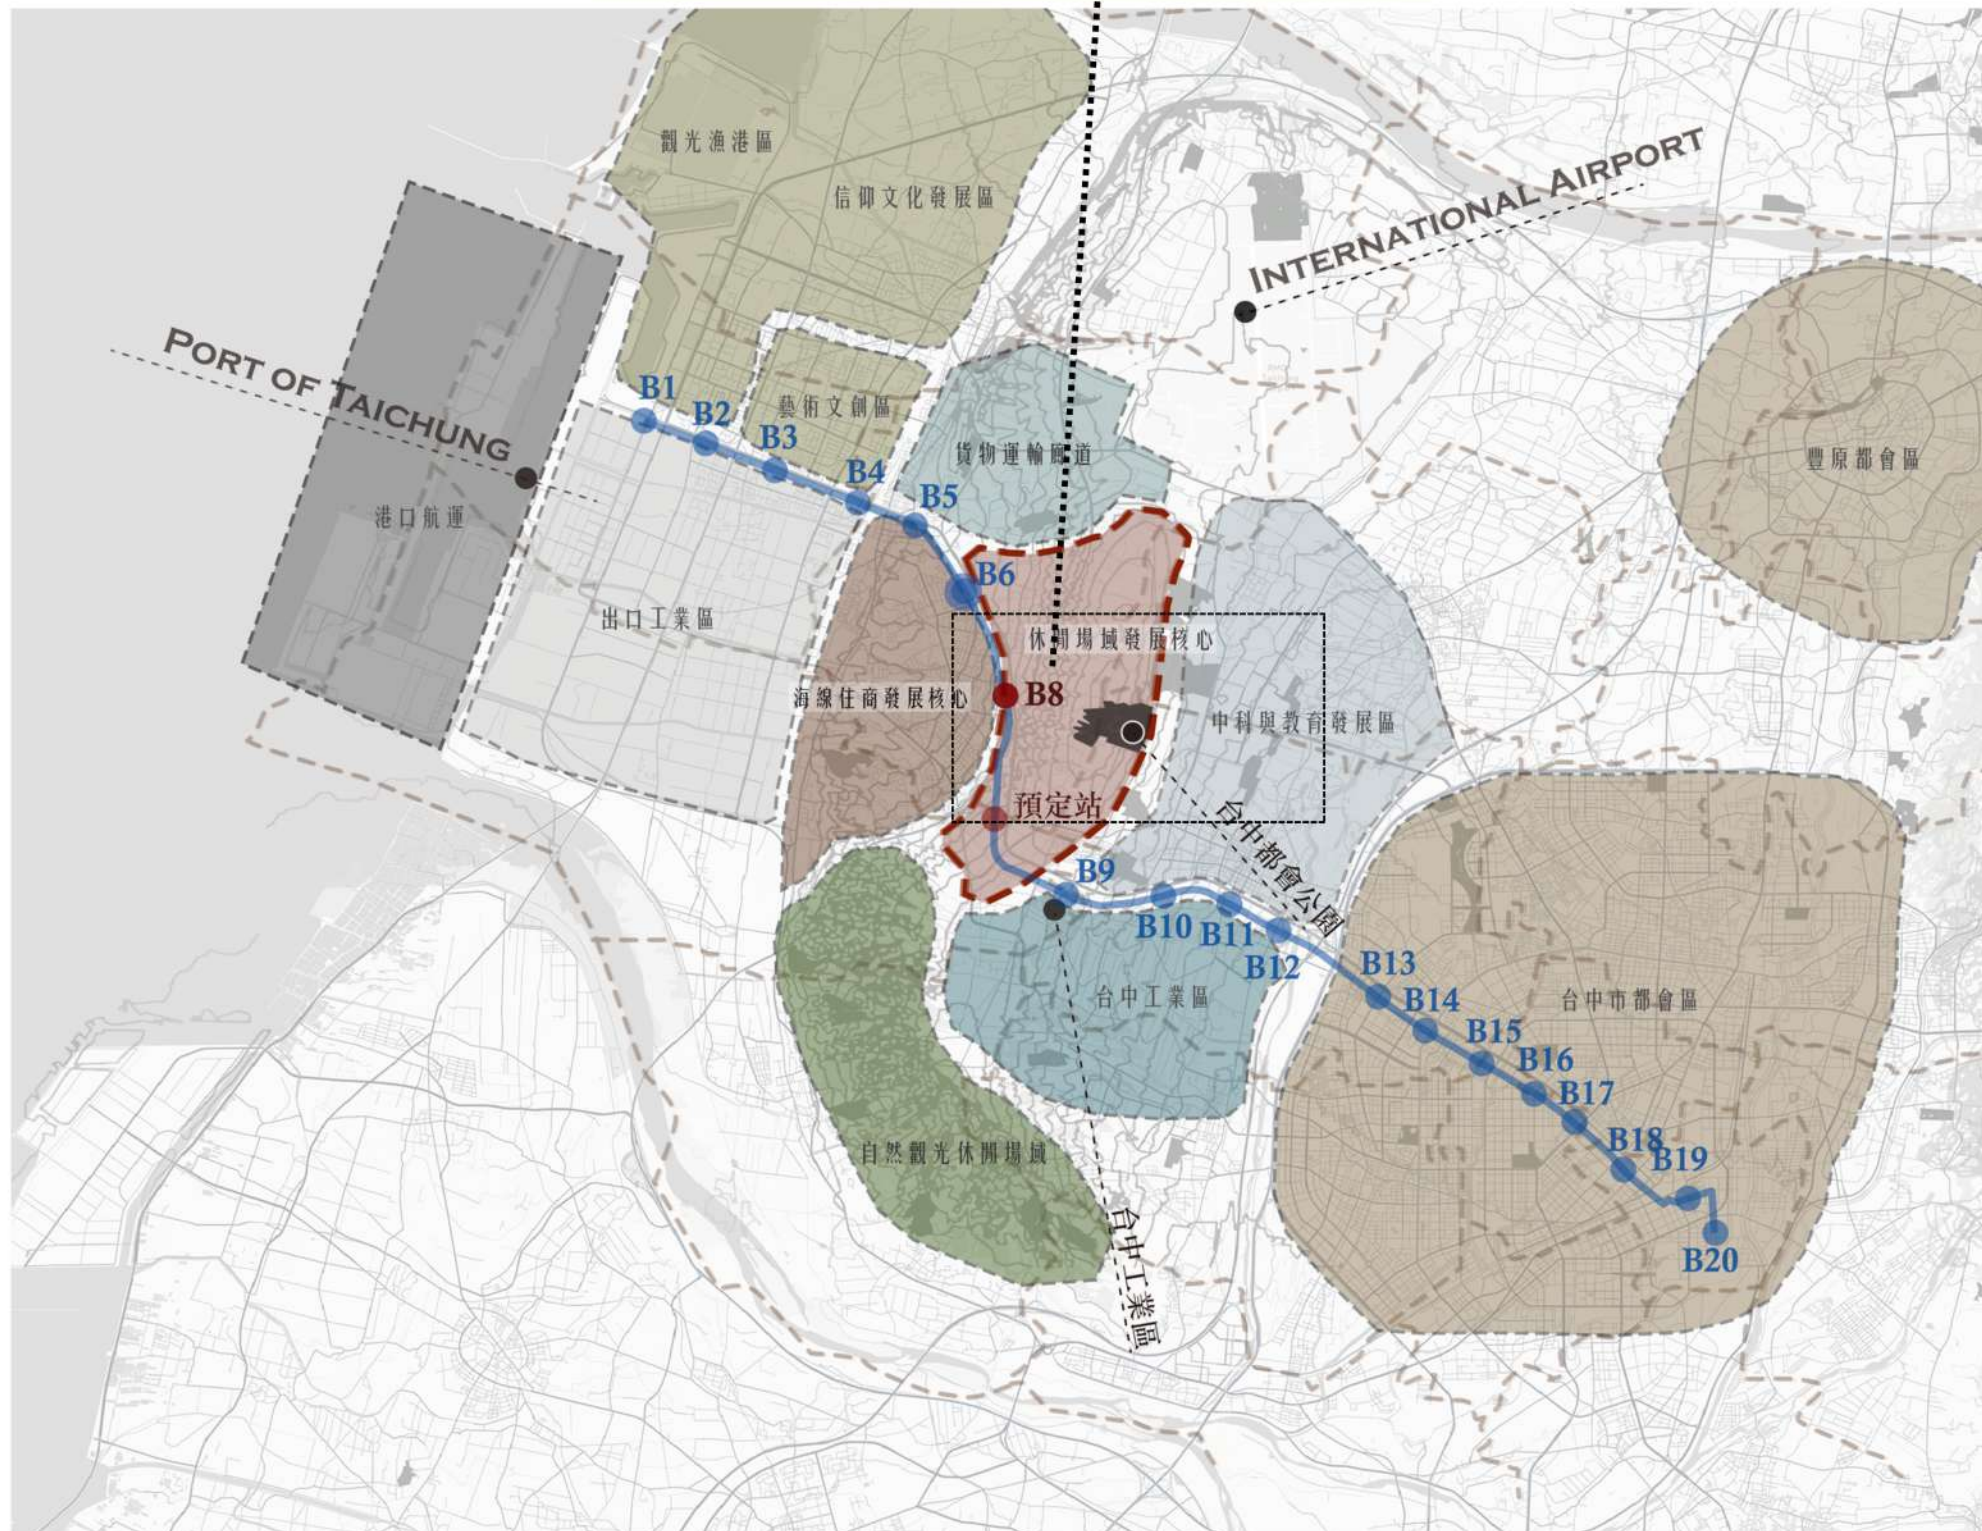 觀光漁港區
信仰文化發展區
INTERNATIONAL AIRPORT
PORT OF TAICHUNG
B1
B2
B3
B4
B5
B6
藝術文創區
貨物運輸廊道
豐原都會區
港口航運
出口工業區
休閒場域發展核心
海線住商發展核心
B8
中科與教育發展區
預定站
台中都會公園
B9
B10
B11
B12
B13
B14
B15
B16
B17
B18
B19
B20
台中工業區
台中市都會區
自然觀光休閒場域
台中工業區